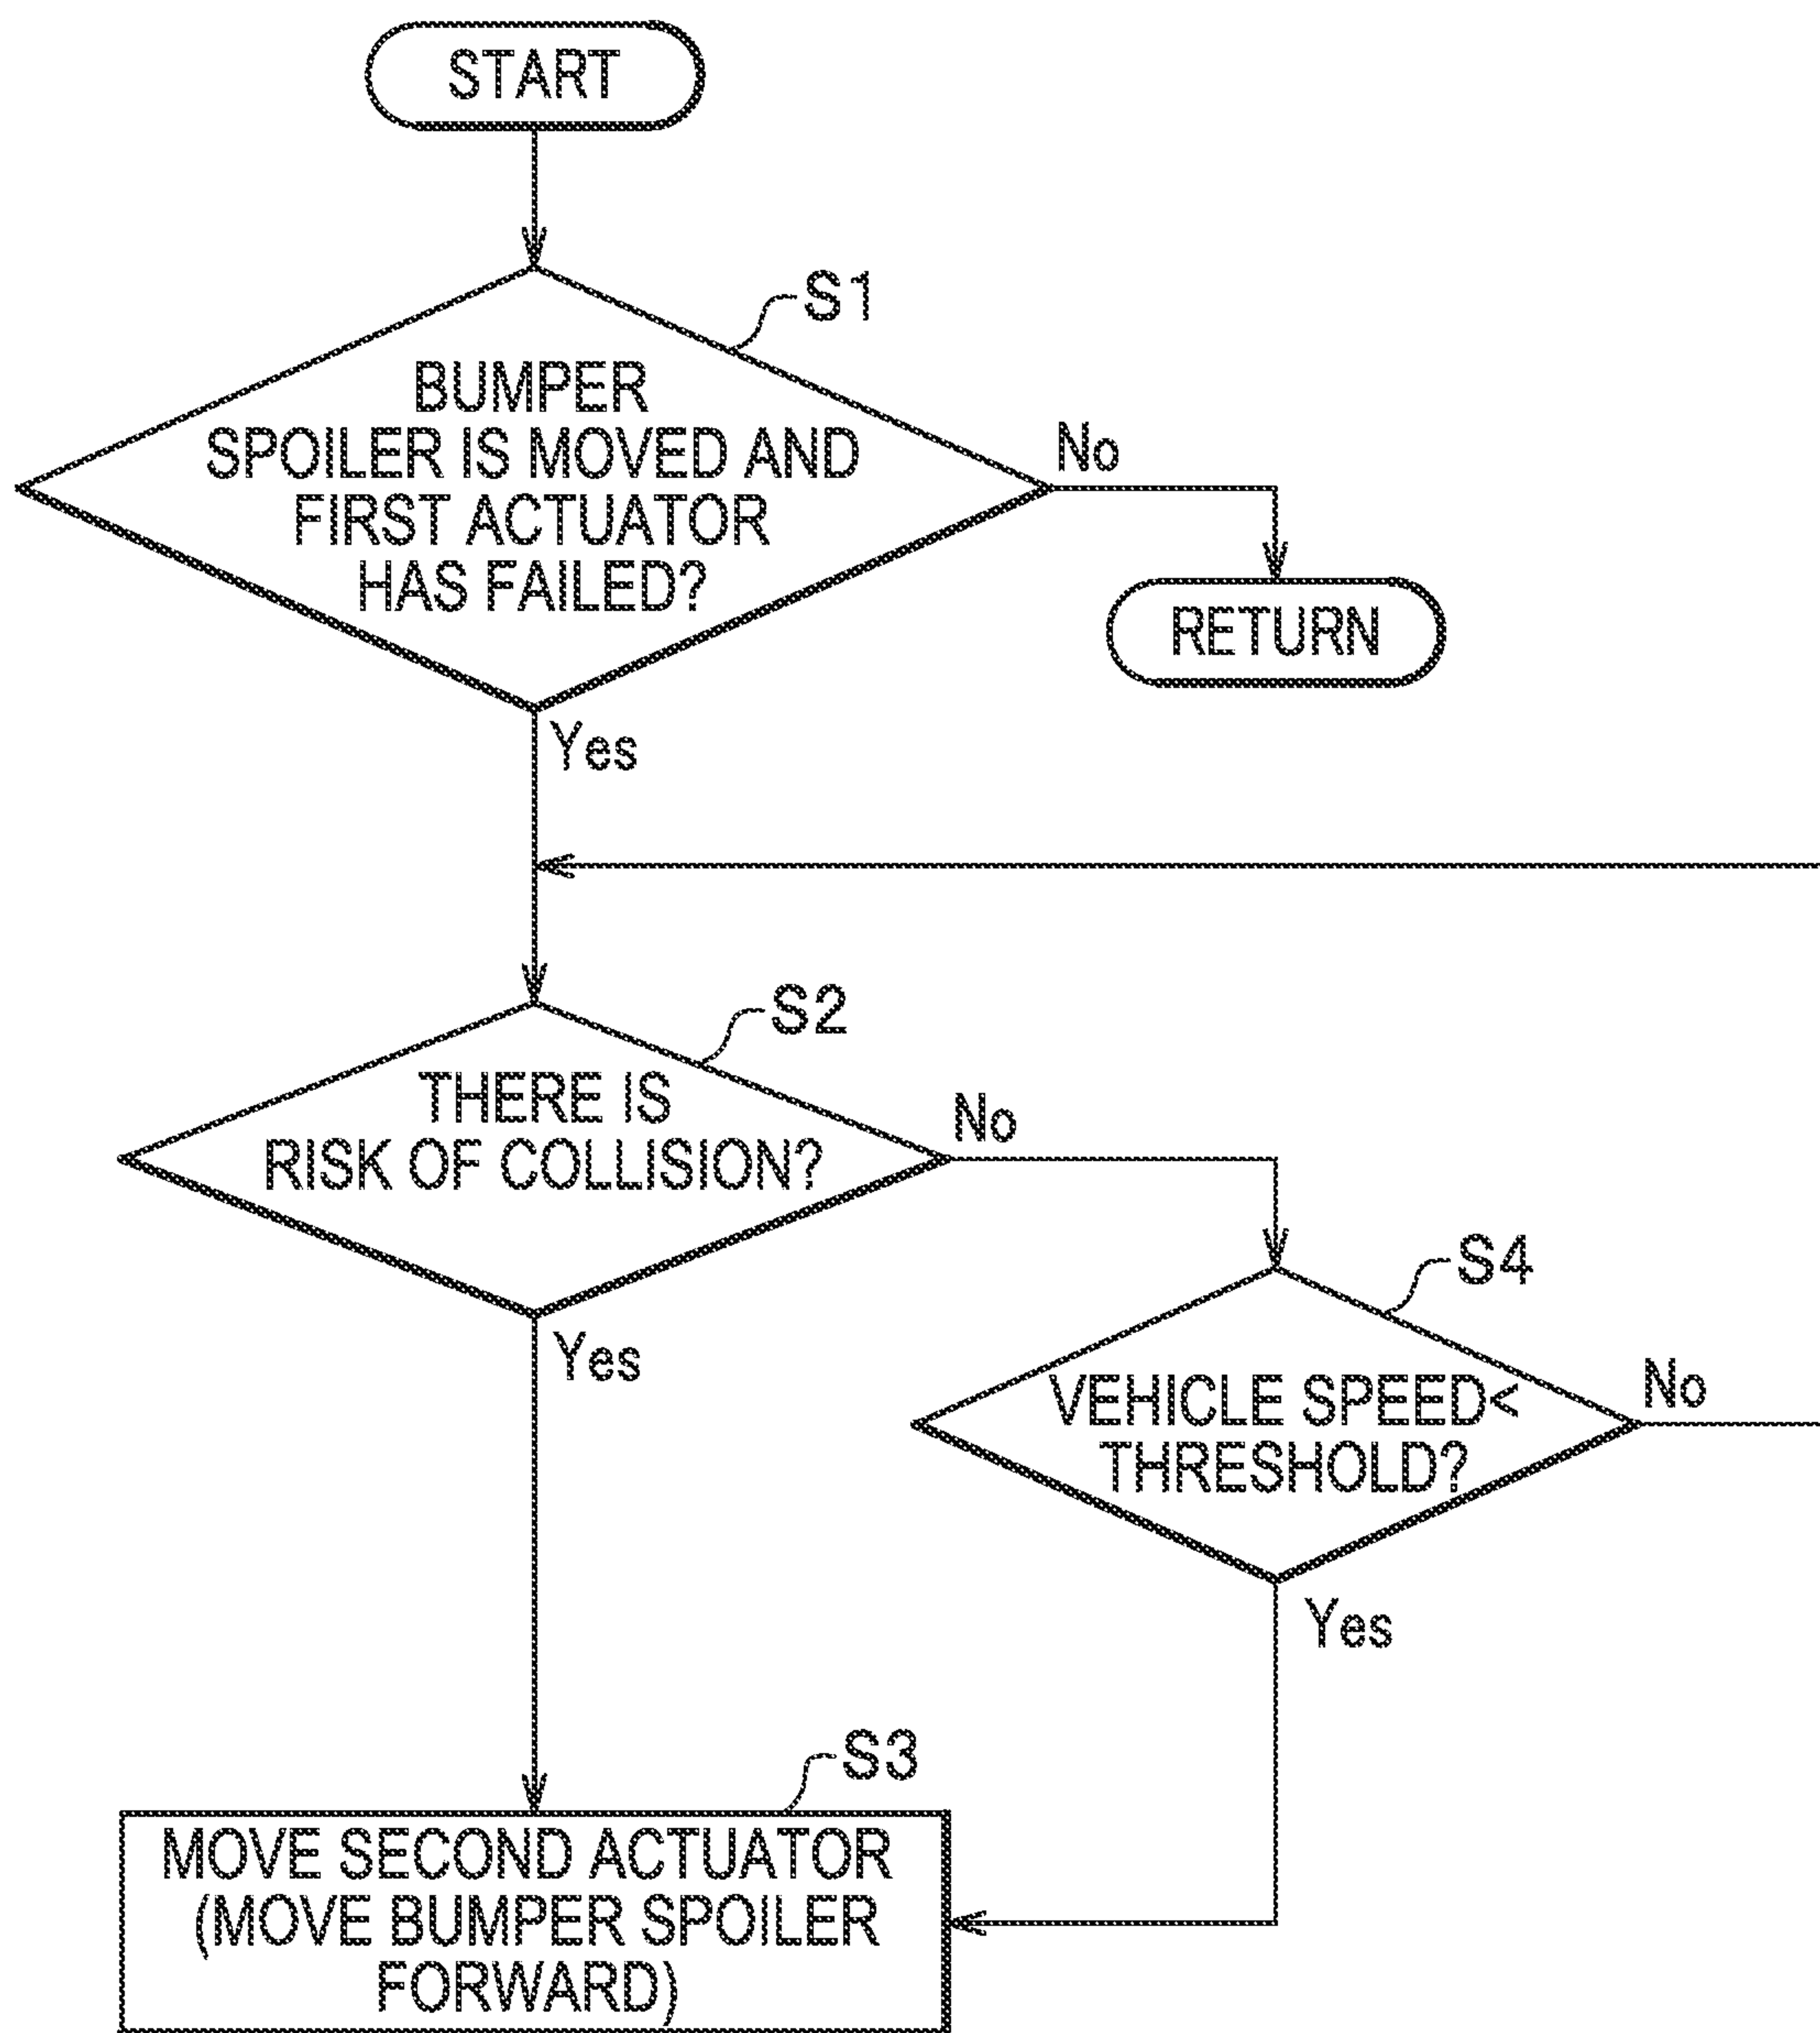 START
S1
BUMPER
SPOILER IS MOVED AND
FIRST ACTUATOR
HAS FAILED?
No
RETURN
Yes
S2
THERE IS
RISK OF COLLISION?
No
Yes
S4
VEHICLE SPEED<
THRESHOLD?
No
Yes
S3
MOVE SECOND ACTUATOR
(MOVE BUMPER SPOILER
FORWARD)